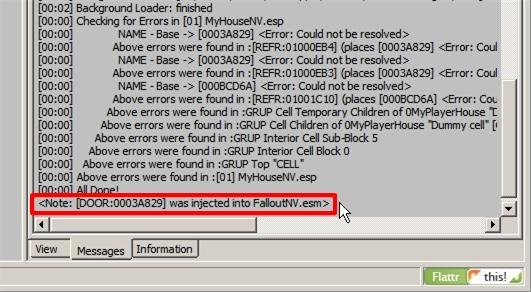 [00:02] Background Loader: finished
[00:00] Checking for Errors in [01] MyHouseNV.esp
[00:00] NAME - Base -> [0003A829] <Error: Could not be resolved>
[00:00] Above errors were found in :[REFR:01000EB4] (places [0003A829] <Error: Coul
[00:00] NAME - Base -> [0003A829] <Error: Could not be resolved>
[00:00] Above errors were found in :[REFR:01000EB3] (places [0003A829] <Error: Coul
[00:00] NAME - Base -> [000BCD6A] <Error: Could not be resolved>
[00:00] Above errors were found in :[REFR:01001C10] (places [000BCD6A] <Error: Coul
[00:00] Above errors were found in :GRUP Cell Temporary Children of 0MyPlayerHouse "D
[00:00] Above errors were found in :GRUP Cell Children of 0MyPlayerHouse "Dummy cell" [
[00:00] Above errors were found in :GRUP Interior Cell Sub-Block 5
[00:00] Above errors were found in :GRUP Interior Cell Block 0
[00:00] Above errors were found in :GRUP Top "CELL"
[00:00] Above errors were found in :[01] MyHouseNV.esp
[00:00] All Done!
<Note: [DOOR:0003A829] was injected into FalloutNV.esm>
View Messages Information
Flattr this!